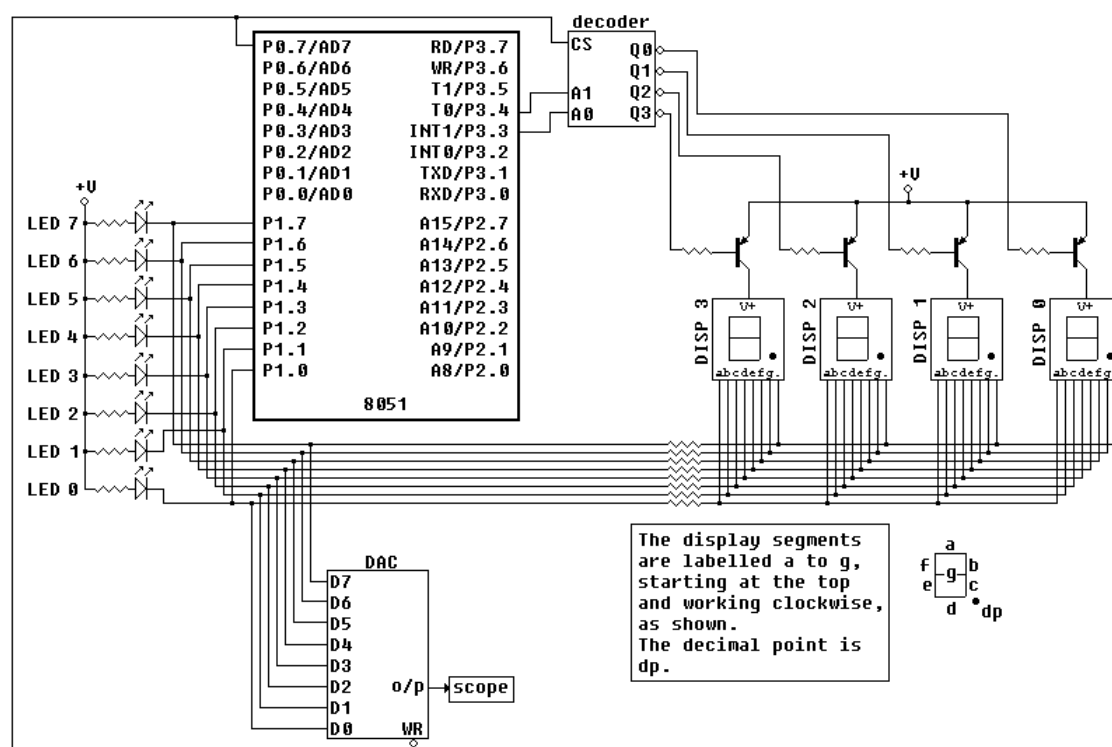 decoder
P0.7/AD7 RD/P3.7
P0.6/AD6 WR/P3.6
P0.5/AD5 T1/P3.5
P0.4/AD4 T0/P3.4
P0.3/AD3 INT1/P3.3
P0.2/AD2 INT0/P3.2
P0.1/AD1 TXD/P3.1
P0.0/AD0 RXD/P3.0
P1.7 A15/P2.7
P1.6 A14/P2.6
P1.5 A13/P2.5
P1.4 A12/P2.4
P1.3 A11/P2.3
P1.2 A10/P2.2
P1.1 A9/P2.1
P1.0 A8/P2.0
8051
CS
A1
A0
Q0
Q1
Q2
Q3
+V
LED 7
LED 6
LED 5
LED 4
LED 3
LED 2
LED 1
LED 0
+V
DISP 3
V+
abcdefg.
DISP 2
V+
abcdefg.
DISP 1
V+
abcdefg.
DISP 0
V+
abcdefg.
DAC
D7
D6
D5
D4
D3
D2
D1
D0
o/p
WR
scope
The display segments
are labelled a to g,
starting at the top
and working clockwise,
as shown.
The decimal point is
dp.
a
f g b
e c
d dp